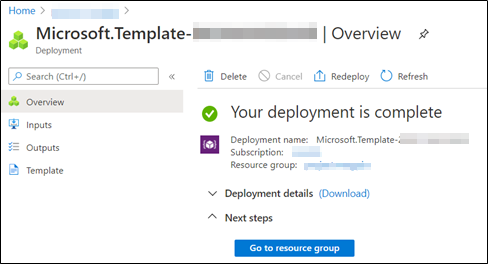 Home >
Microsoft.Template- | Overview
Deployment
Search (Ctrl+/)
«
Overview
Inputs
Outputs
Template
Delete Cancel Redeploy Refresh
Your deployment is complete
Deployment name: Microsoft.Template-2
Subscription:
Resource group:
Deployment details (Download)
Next steps
Go to resource group